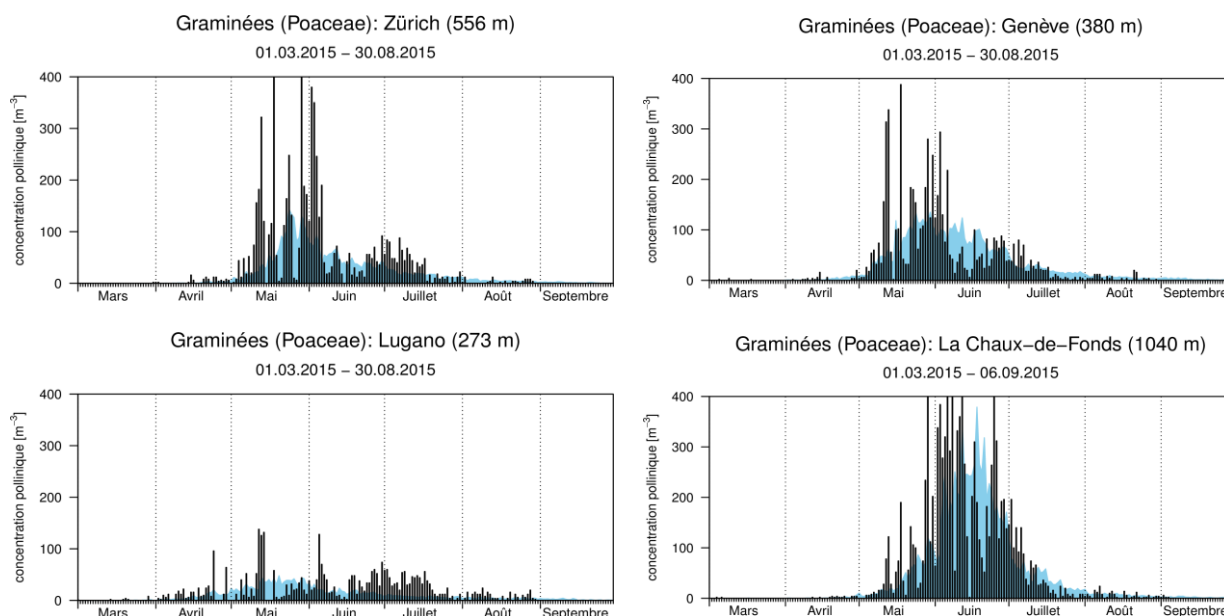 Graminées (Poaceae): Zürich (556 m)
01.03.2015 – 30.08.2015
concentration pollinique [m⁻³]
400
300
200
100
0
Mars Avril Mai Juin Juillet Août Septembre
Graminées (Poaceae): Genève (380 m)
01.03.2015 – 30.08.2015
concentration pollinique [m⁻³]
400
300
200
100
0
Mars Avril Mai Juin Juillet Août Septembre
Graminées (Poaceae): Lugano (273 m)
01.03.2015 – 30.08.2015
concentration pollinique [m⁻³]
400
300
200
100
0
Mars Avril Mai Juin Juillet Août Septembre
Graminées (Poaceae): La Chaux−de−Fonds (1040 m)
01.03.2015 – 06.09.2015
concentration pollinique [m⁻³]
400
300
200
100
0
Mars Avril Mai Juin Juillet Août Septembre